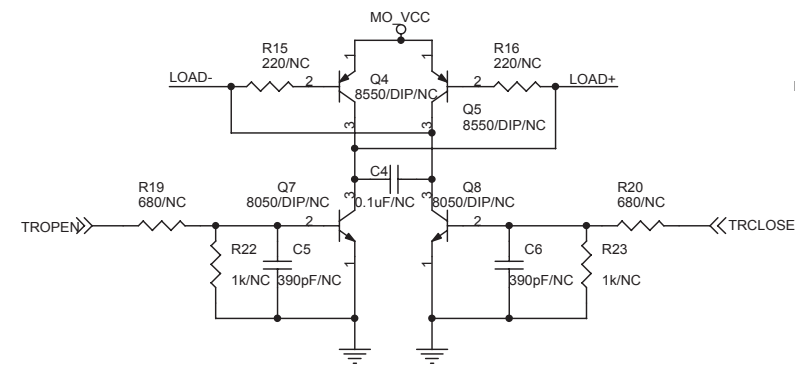 MO_VCC
R15
220/NC
R16
220/NC
LOAD-
2
1
Q4
8550/DIP/NC
1
2
LOAD+
Q5
8550/DIP/NC
3
3
C4
0.1uF/NC
R19
680/NC
Q7
8050/DIP/NC
3
3
Q8
8050/DIP/NC
R20
680/NC
TROPEN
2
2
TRCLOSE
R22
1k/NC
C5
390pF/NC
1
1
C6
390pF/NC
R23
1k/NC